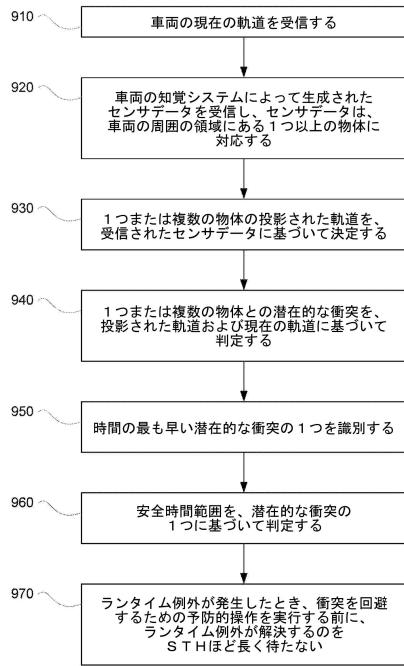 910
車両の現在の軌道を受信する
920
車両の知覚システムによって生成された
センサデータを受信し、センサデータは、
車両の周囲の領域にある１つ以上の物体に
対応する
930
１つまたは複数の物体の投影された軌道を、
受信されたセンサデータに基づいて決定する
940
１つまたは複数の物体との潜在的な衝突を、
投影された軌道および現在の軌道に基づいて
判定する
950
時間の最も早い潜在的な衝突の１つを識別する
960
安全時間範囲を、潜在的な衝突の
１つに基づいて判定する
970
ランタイム例外が発生したとき、衝突を回避
するための予防的操作を実行する前に、
ランタイム例外が解決するのを
ＳＴＨほど長く待たない